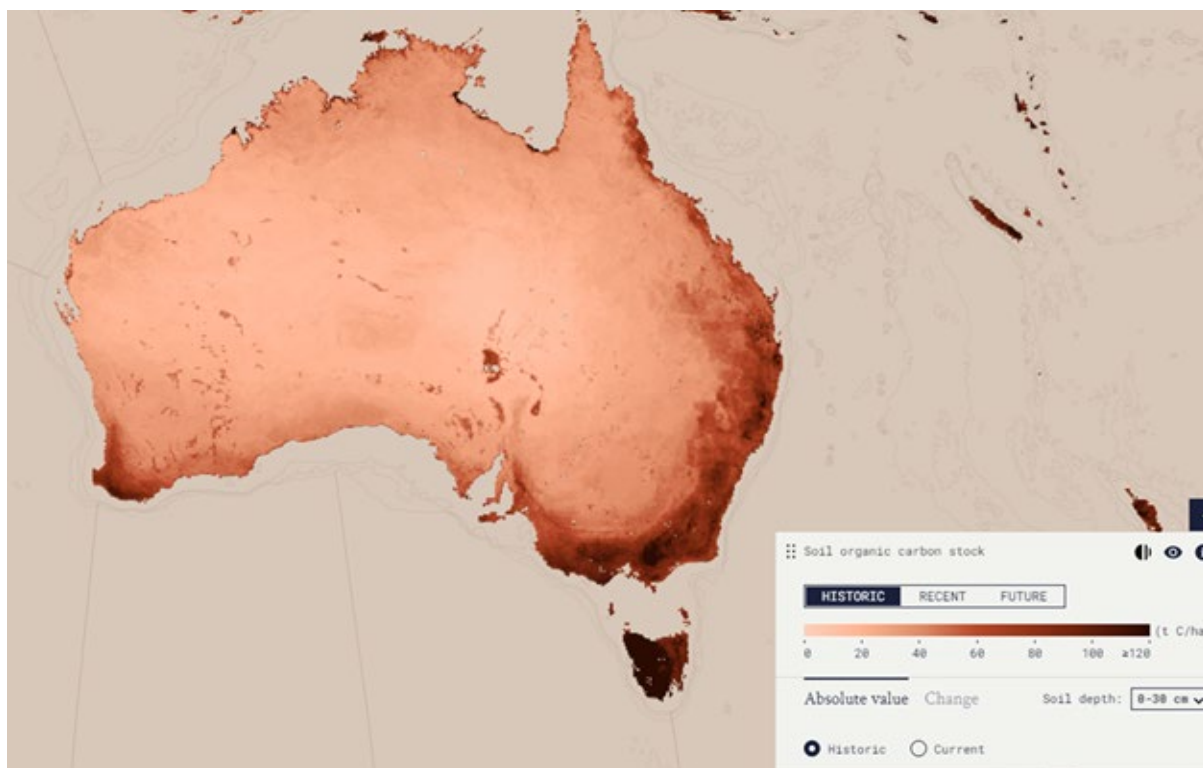 Soil organic carbon stock
HISTORIC RECENT FUTURE
(t C/ha
0 20 40 60 80 100 ≥120
Absolute value Change Soil depth: 0-30 cm
Historic Current